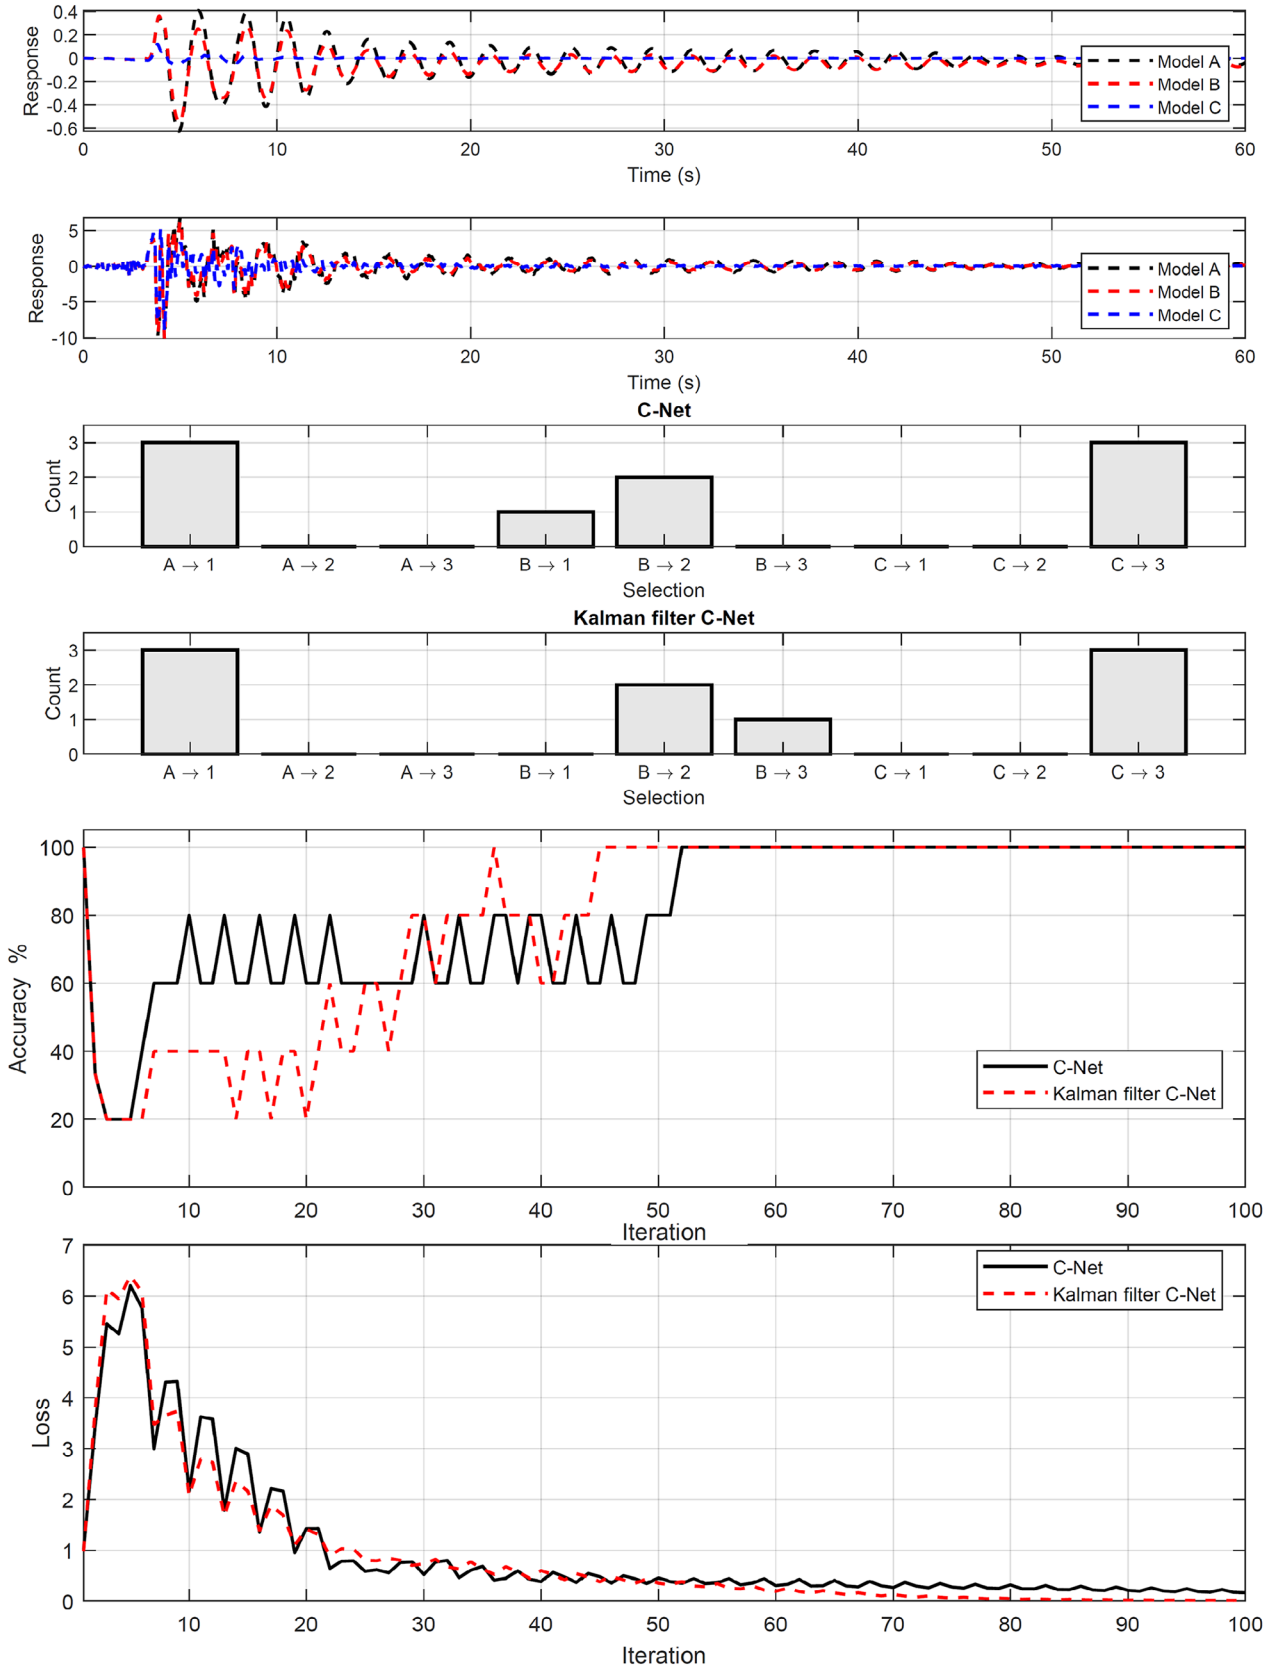 0.4
0.2
0
-0.2
-0.4
-0.6
Response
Model A
Model B
Model C
0 10 20 30 40 50 60
Time (s)
5
0
-5
-10
Response
Model A
Model B
Model C
0 10 20 30 40 50 60
Time (s)
C-Net
3
2
1
0
Count
A → 1 A → 2 A → 3 B → 1 B → 2 B → 3 C → 1 C → 2 C → 3
Selection
Kalman filter C-Net
3
2
1
0
Count
A → 1 A → 2 A → 3 B → 1 B → 2 B → 3 C → 1 C → 2 C → 3
Selection
100
80
60
40
20
0
Accuracy %
C-Net
Kalman filter C-Net
10 20 30 40 50 60 70 80 90 100
Iteration
7
6
5
4
3
2
1
0
Loss
C-Net
Kalman filter C-Net
10 20 30 40 50 60 70 80 90 100
Iteration